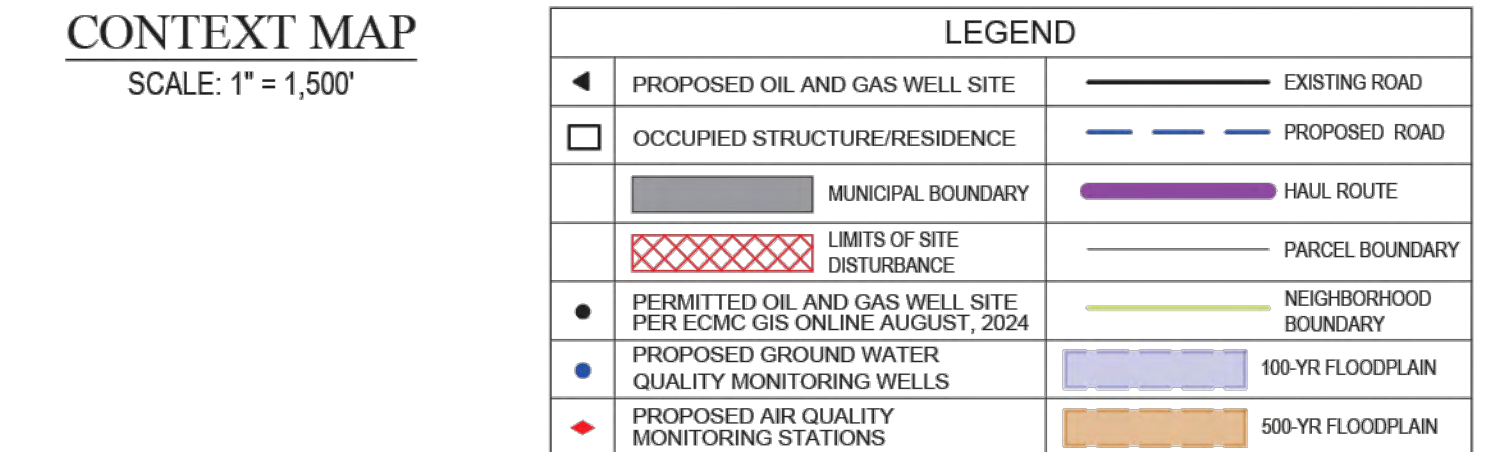 CONTEXT MAP
SCALE: 1" = 1,500'
LEGEND
PROPOSED OIL AND GAS WELL SITE
EXISTING ROAD
OCCUPIED STRUCTURE/RESIDENCE
PROPOSED ROAD
MUNICIPAL BOUNDARY
HAUL ROUTE
LIMITS OF SITE
DISTURBANCE
PARCEL BOUNDARY
PERMITTED OIL AND GAS WELL SITE
PER ECMC GIS ONLINE AUGUST, 2024
NEIGHBORHOOD
BOUNDARY
PROPOSED GROUND WATER
QUALITY MONITORING WELLS
100-YR FLOODPLAIN
PROPOSED AIR QUALITY
MONITORING STATIONS
500-YR FLOODPLAIN